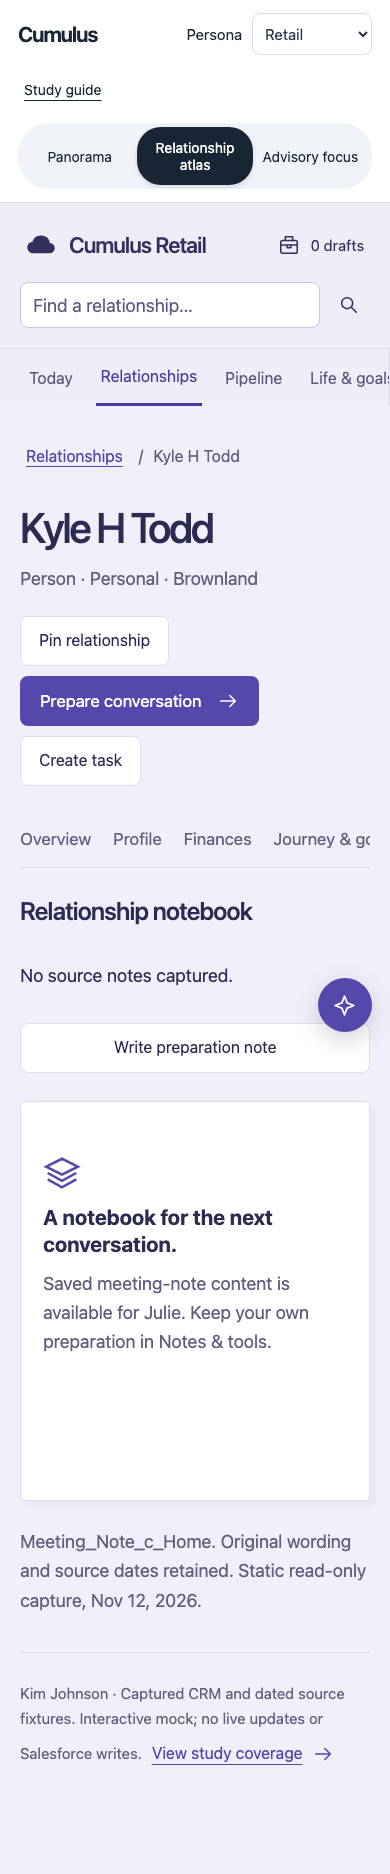 Cumulus
Persona
Retail
Study guide
Panorama
Relationship
atlas
Advisory focus
Cumulus Retail
0 drafts
Find a relationship...
Today
Relationships
Pipeline
Life & goals
Relationships / Kyle H Todd
Kyle H Todd
Person · Personal · Brownland
Pin relationship
Prepare conversation
Create task
Overview
Profile
Finances
Journey & go
Relationship notebook
No source notes captured.
Write preparation note
A notebook for the next
conversation.
Saved meeting-note content is
available for Julie. Keep your own
preparation in Notes & tools.
Meeting_Note_c_Home. Original wording
and source dates retained. Static read-only
capture, Nov 12, 2026.
Kim Johnson · Captured CRM and dated source
fixtures. Interactive mock; no live updates or
Salesforce writes. View study coverage